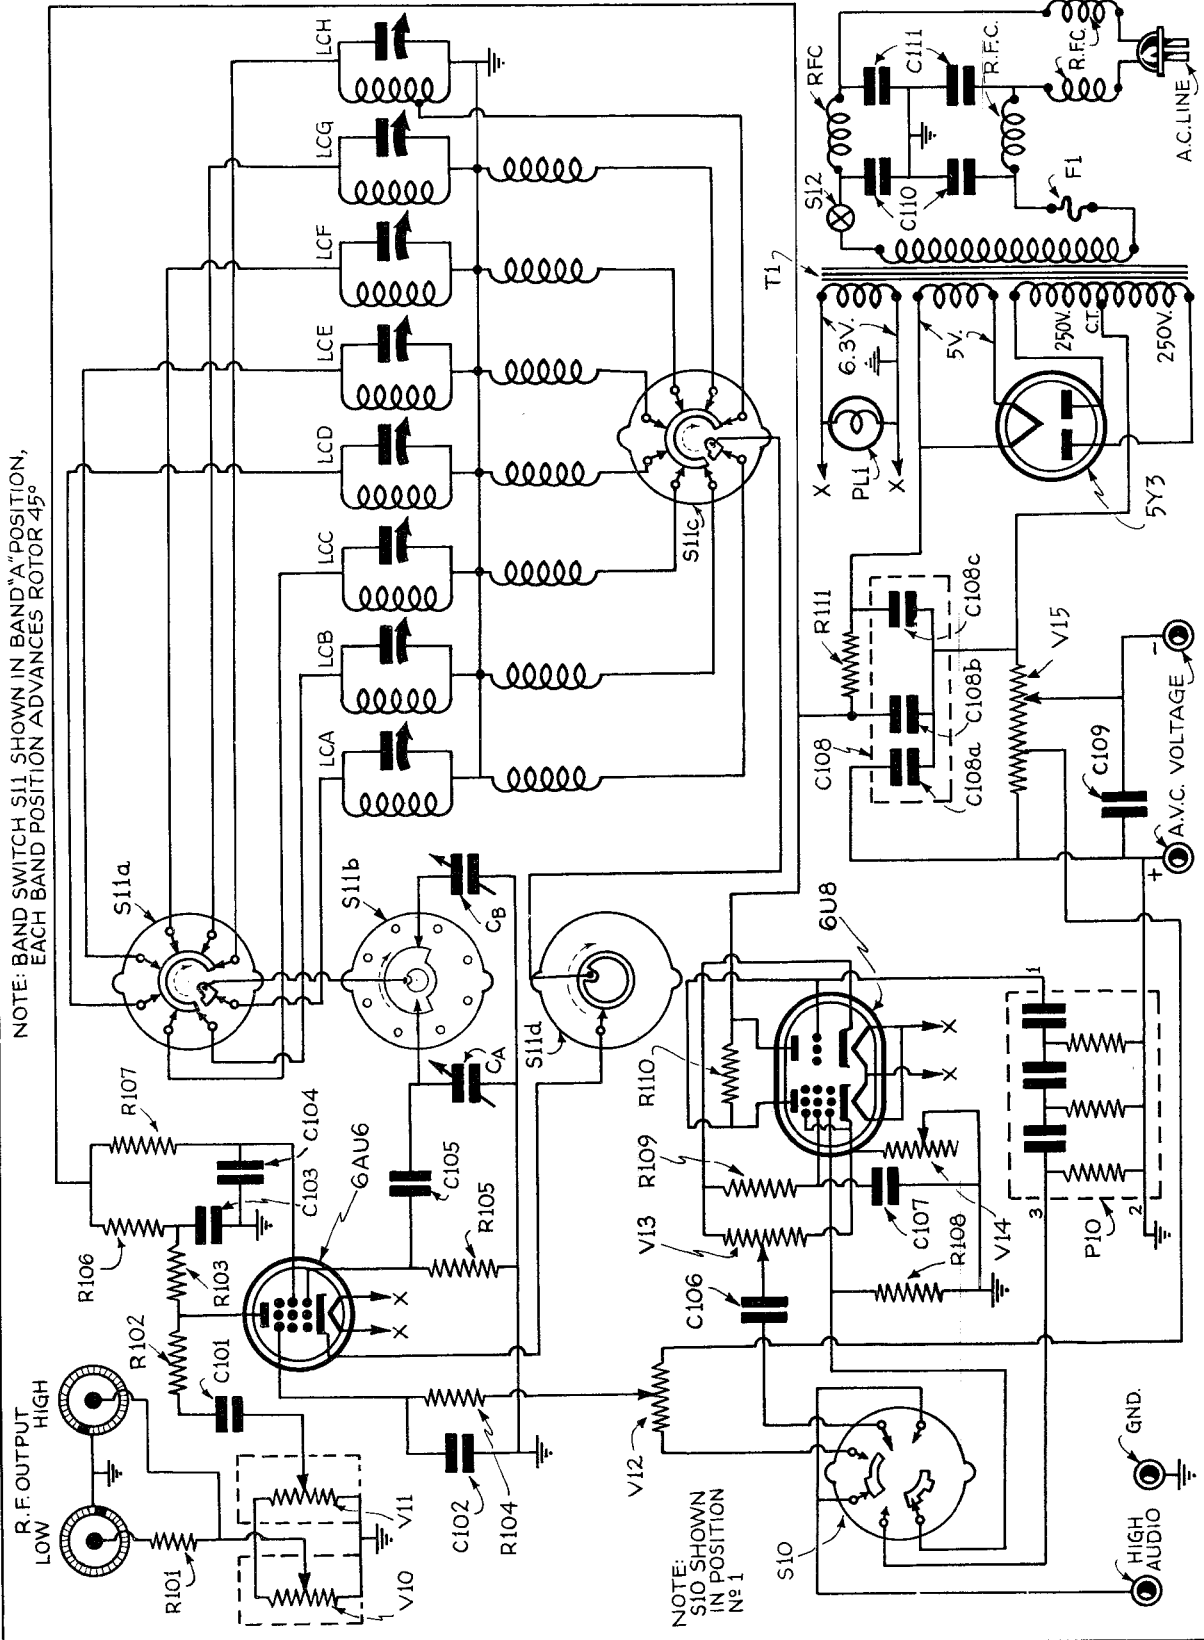 NOTE: BAND SWITCH S11 SHOWN IN BAND "A" POSITION,
EACH BAND POSITION ADVANCES ROTOR 45°
R.F. OUTPUT
LOW
HIGH
R101
R102
C101
V10
V11
R106
R103
R107
C103
C104
6AU6
X
X
C102
R104
R105
C105
CA
CB
S11a
S11b
S11d
S11c
LCA
LCB
LCC
LCD
LCE
LCF
LCG
LCH
NOTE:
S10 SHOWN
IN POSITION
Nº 1
S10
V12
C106
V13
R109
R110
6U8
C107
R108
V14
X
X
P10
1
2
3
HIGH
AUDIO
GND.
C108
C108a
C108b
C108c
R111
V15
C109
+
A.V.C. VOLTAGE
-
X
X
PL1
6.3V.
5V.
250V.
C.T.
250V.
5Y3
T1
S12
F1
C110
C111
RFC
R.F.C.
R.F.C.
A.C. LINE